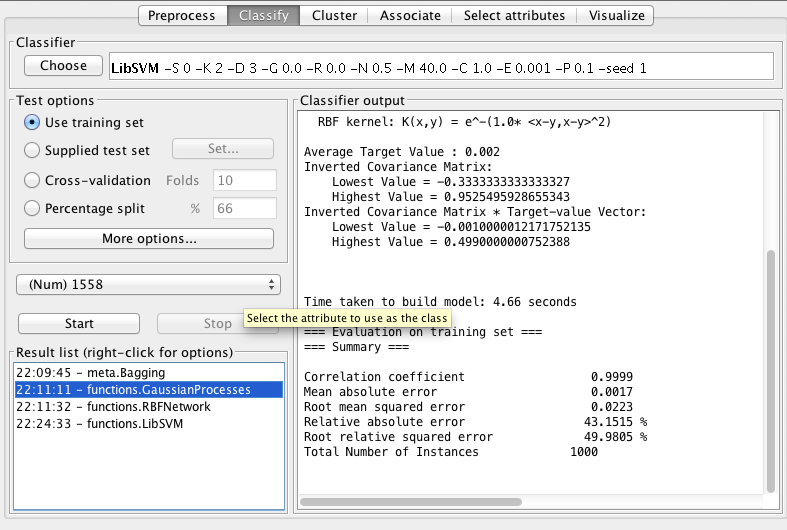 Preprocess Classify Cluster Associate Select attributes Visualize
Classifier
Choose LibSVM -S 0 -K 2 -D 3 -G 0.0 -R 0.0 -N 0.5 -M 40.0 -C 1.0 -E 0.001 -P 0.1 -seed 1
Test options
Use training set
Supplied test set Set...
Cross-validation Folds 10
Percentage split % 66
More options...
(Num) 1558
Start Stop
Select the attribute to use as the class
Result list (right-click for options)
22:09:45 - meta.Bagging
22:11:11 - functions.GaussianProcesses
22:11:32 - functions.RBFNetwork
22:24:33 - functions.LibSVM
Classifier output
RBF kernel: K(x,y) = e^-(1.0* <x-y,x-y>^2)
Average Target Value : 0.002
Inverted Covariance Matrix:
Lowest Value = -0.3333333333333327
Highest Value = 0.9525495928655343
Inverted Covariance Matrix * Target-value Vector:
Lowest Value = -0.0010000012171752135
Highest Value = 0.4990000000752388
Time taken to build model: 4.66 seconds
=== Evaluation on training set ===
=== Summary ===
Correlation coefficient 0.9999
Mean absolute error 0.0017
Root mean squared error 0.0223
Relative absolute error 43.1515 %
Root relative squared error 49.9805 %
Total Number of Instances 1000